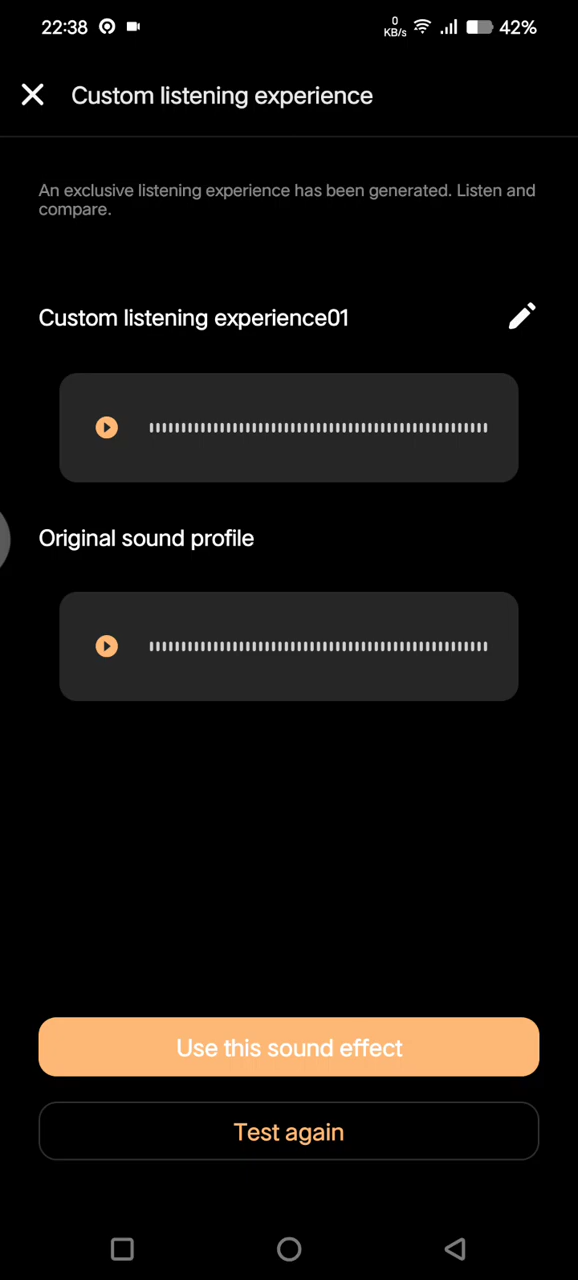 22:38
0
KB/s
42%
Custom listening experience
An exclusive listening experience has been generated. Listen and
compare.
Custom listening experience01
Original sound profile
Use this sound effect
Test again